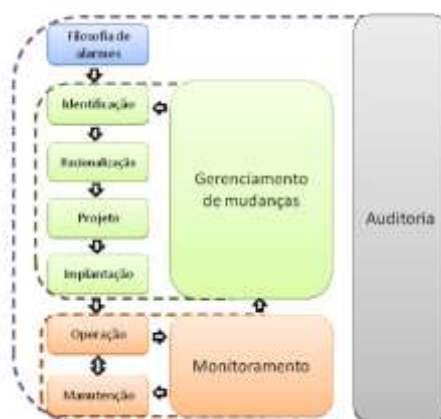 Filosofia de
alarmes
Identificação
Racionalização
Projeto
Implantação
Gerenciamento
de mudanças
Auditoria
Operação
Manutenção
Monitoramento